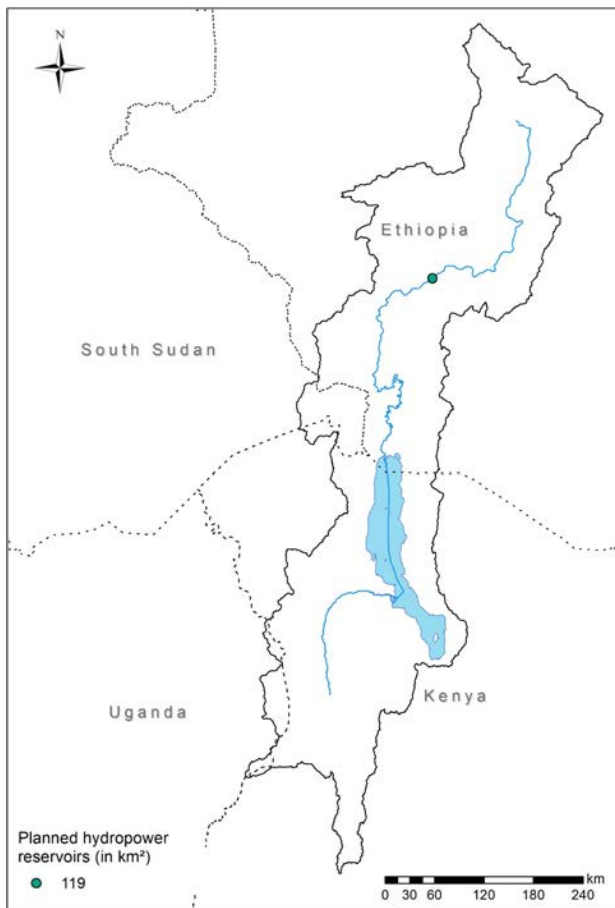 N
Ethiopia
South Sudan
Uganda
Kenya
Planned hydropower
reservoirs (in km²)
119
km
0 30 60 120 180 240